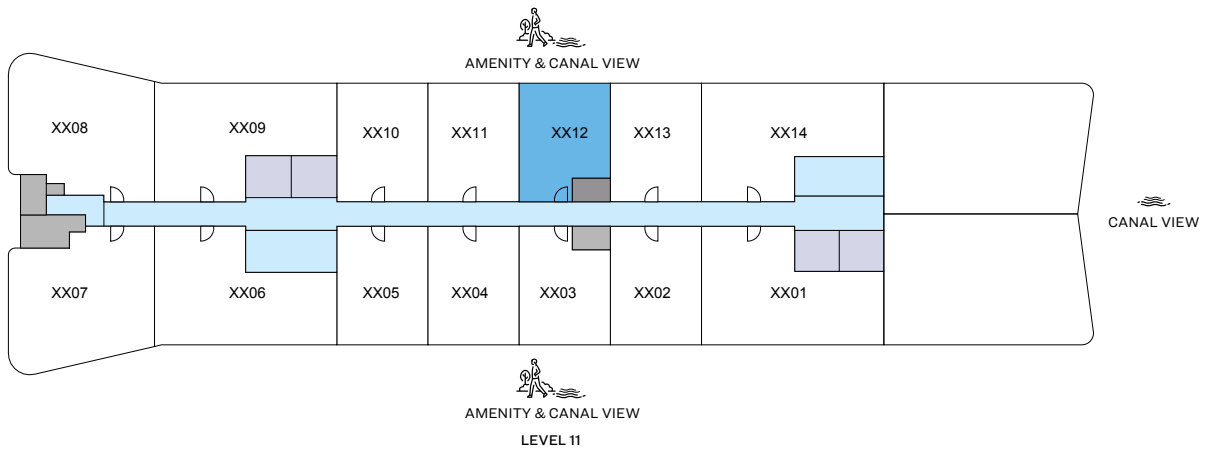 AMENITY & CANAL VIEW
XX08
XX09
XX10
XX11
XX12
XX13
XX14
CANAL VIEW
XX07
XX06
XX05
XX04
XX03
XX02
XX01
AMENITY & CANAL VIEW
LEVEL 11